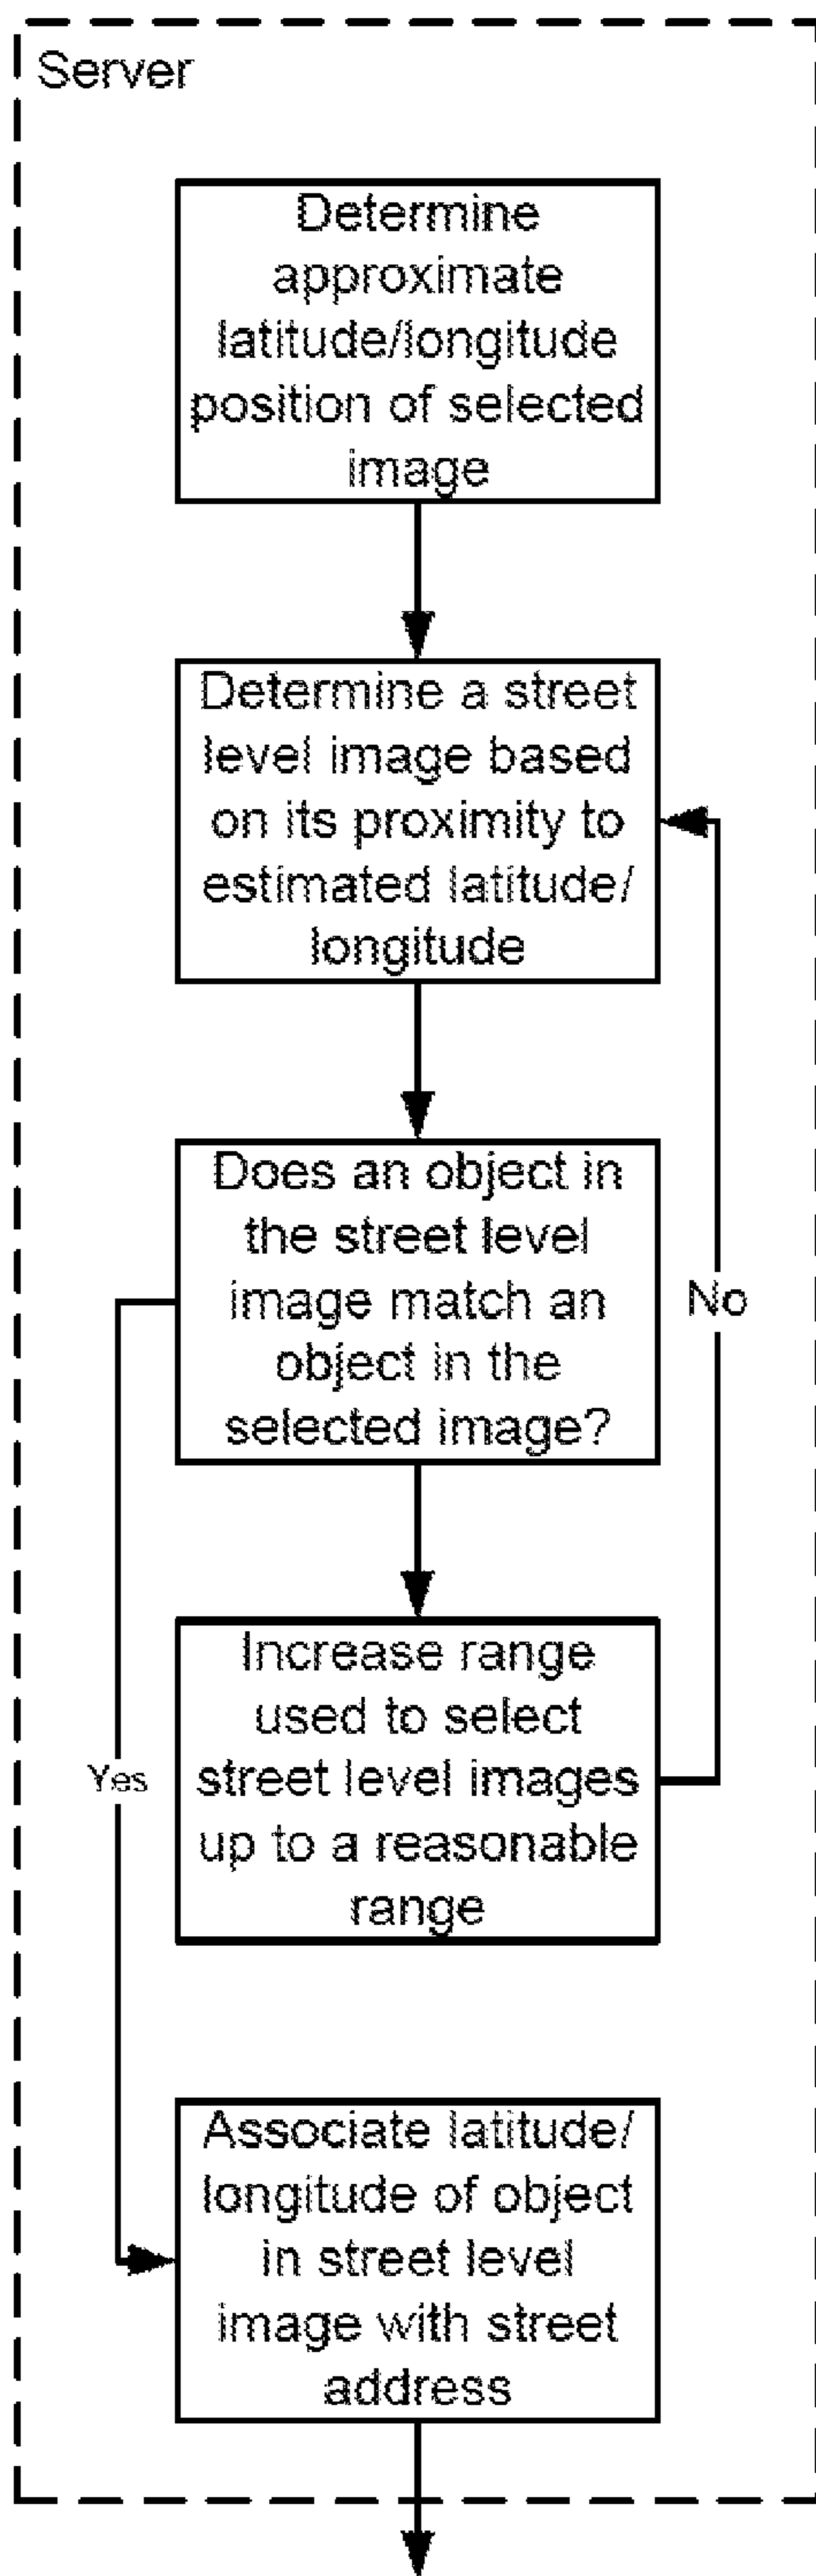 Server
Determine
approximate
latitude/longitude
position of selected
image
Determine a street
level image based
on its proximity to
estimated latitude/
longitude
Does an object in
the street level
image match an
object in the
selected image?
No
Increase range
used to select
street level images
up to a reasonable
range
Yes
Associate latitude/
longitude of object
in street level
image with street
address